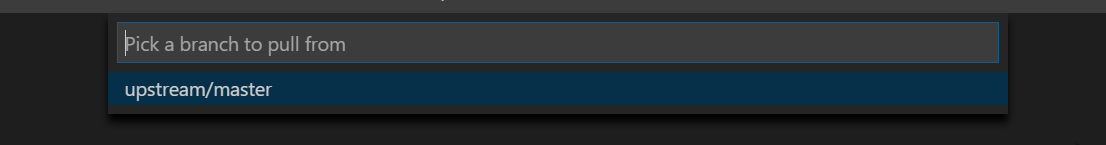 Pick a branch to pull from
upstream/master